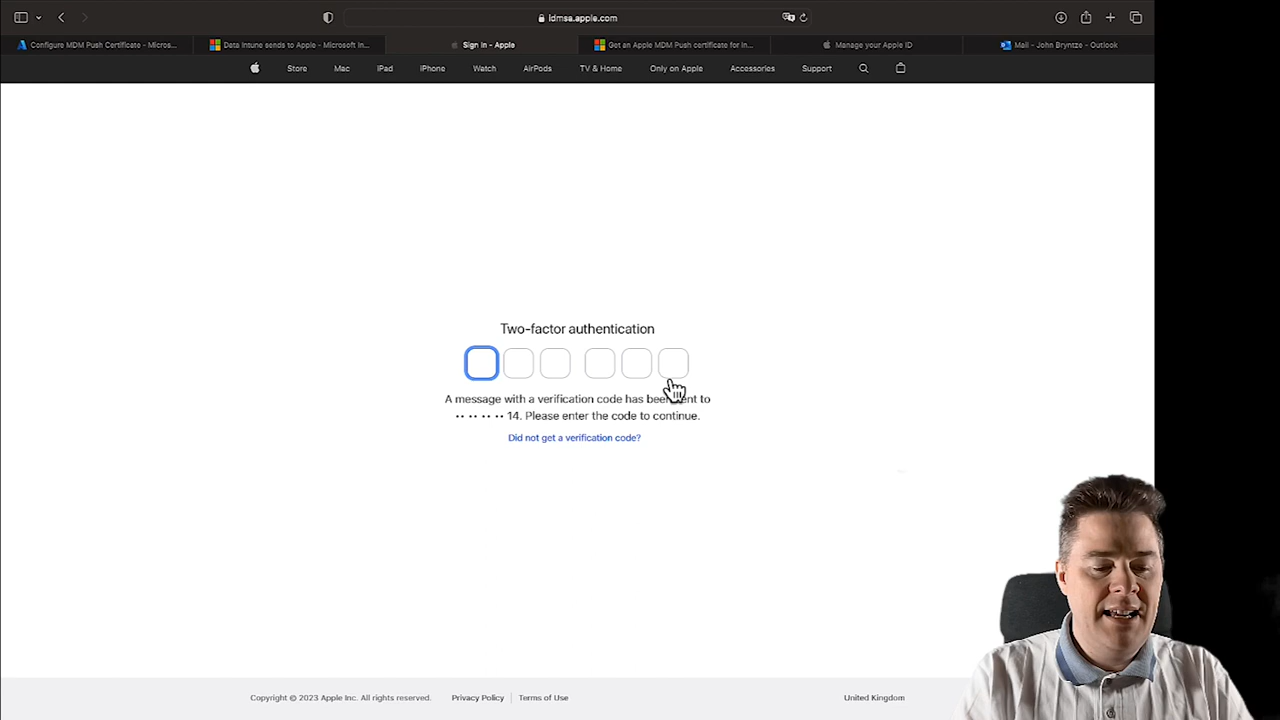 idmsa.apple.com
Configure MDM Push Certificate - Micros...
Data Intune sends to Apple - Microsoft In...
Sign In - Apple
Get an Apple MDM Push certificate for In...
Manage your Apple ID
Mail - John Bryntze - Outlook
Store
Mac
iPad
iPhone
Watch
AirPods
TV & Home
Only on Apple
Accessories
Support
Two-factor authentication
A message with a verification code has been sent to
•• •• •• •• 14. Please enter the code to continue.
Did not get a verification code?
Copyright © 2023 Apple Inc. All rights reserved.
Privacy Policy
Terms of Use
United Kingdom